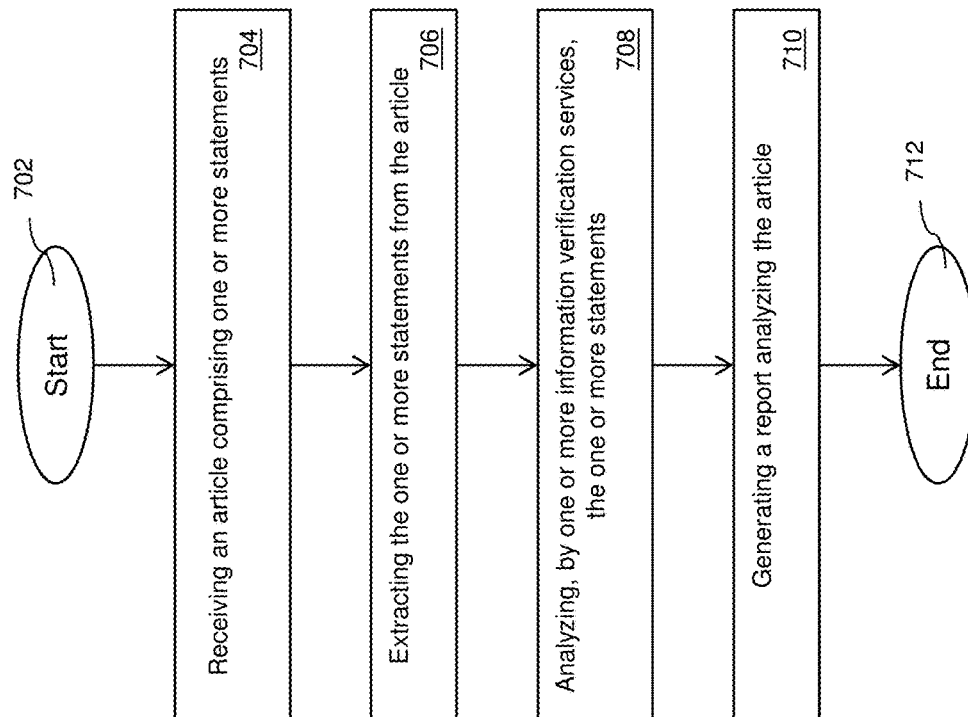 702
Start
Receiving an article comprising one or more statements
704
Extracting the one or more statements from the article
706
Analyzing, by one or more information verification services,
the one or more statements
708
Generating a report analyzing the article
710
712
End